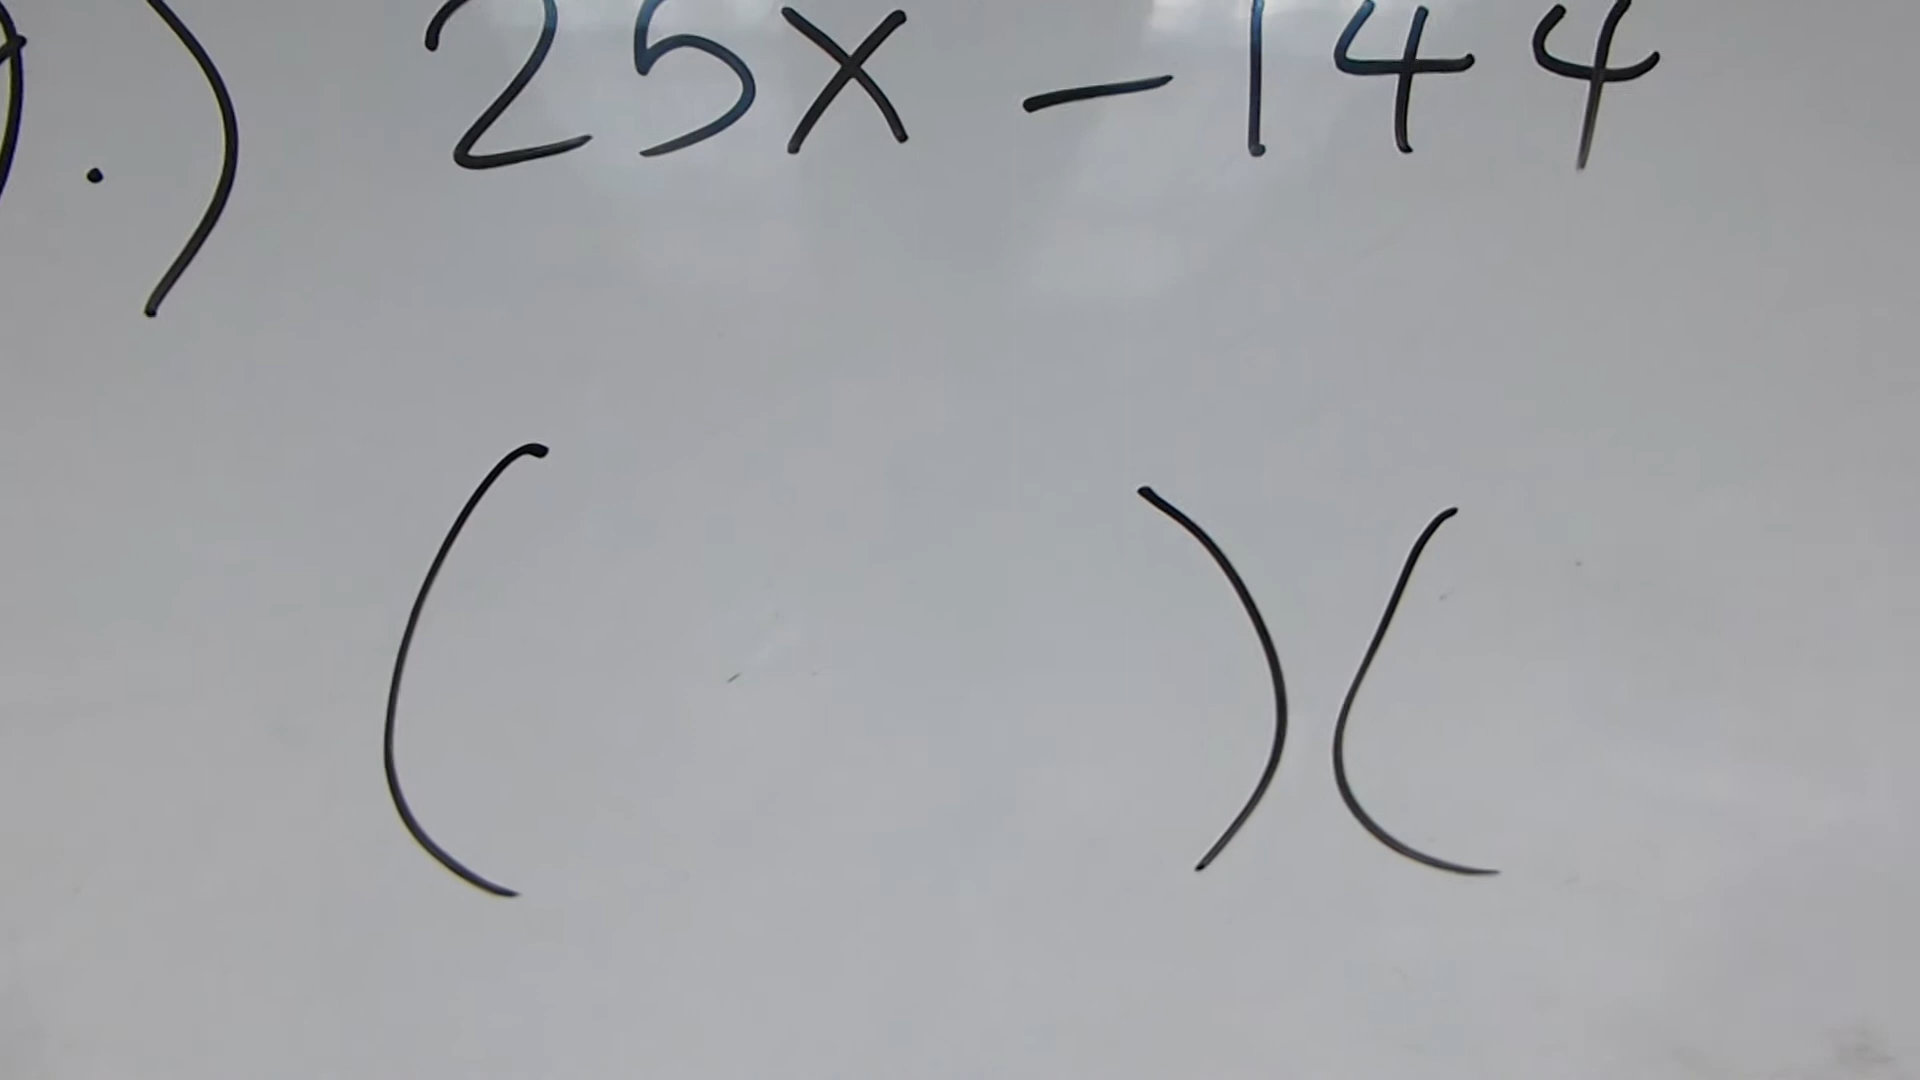 .) 25x - 144
( ) (